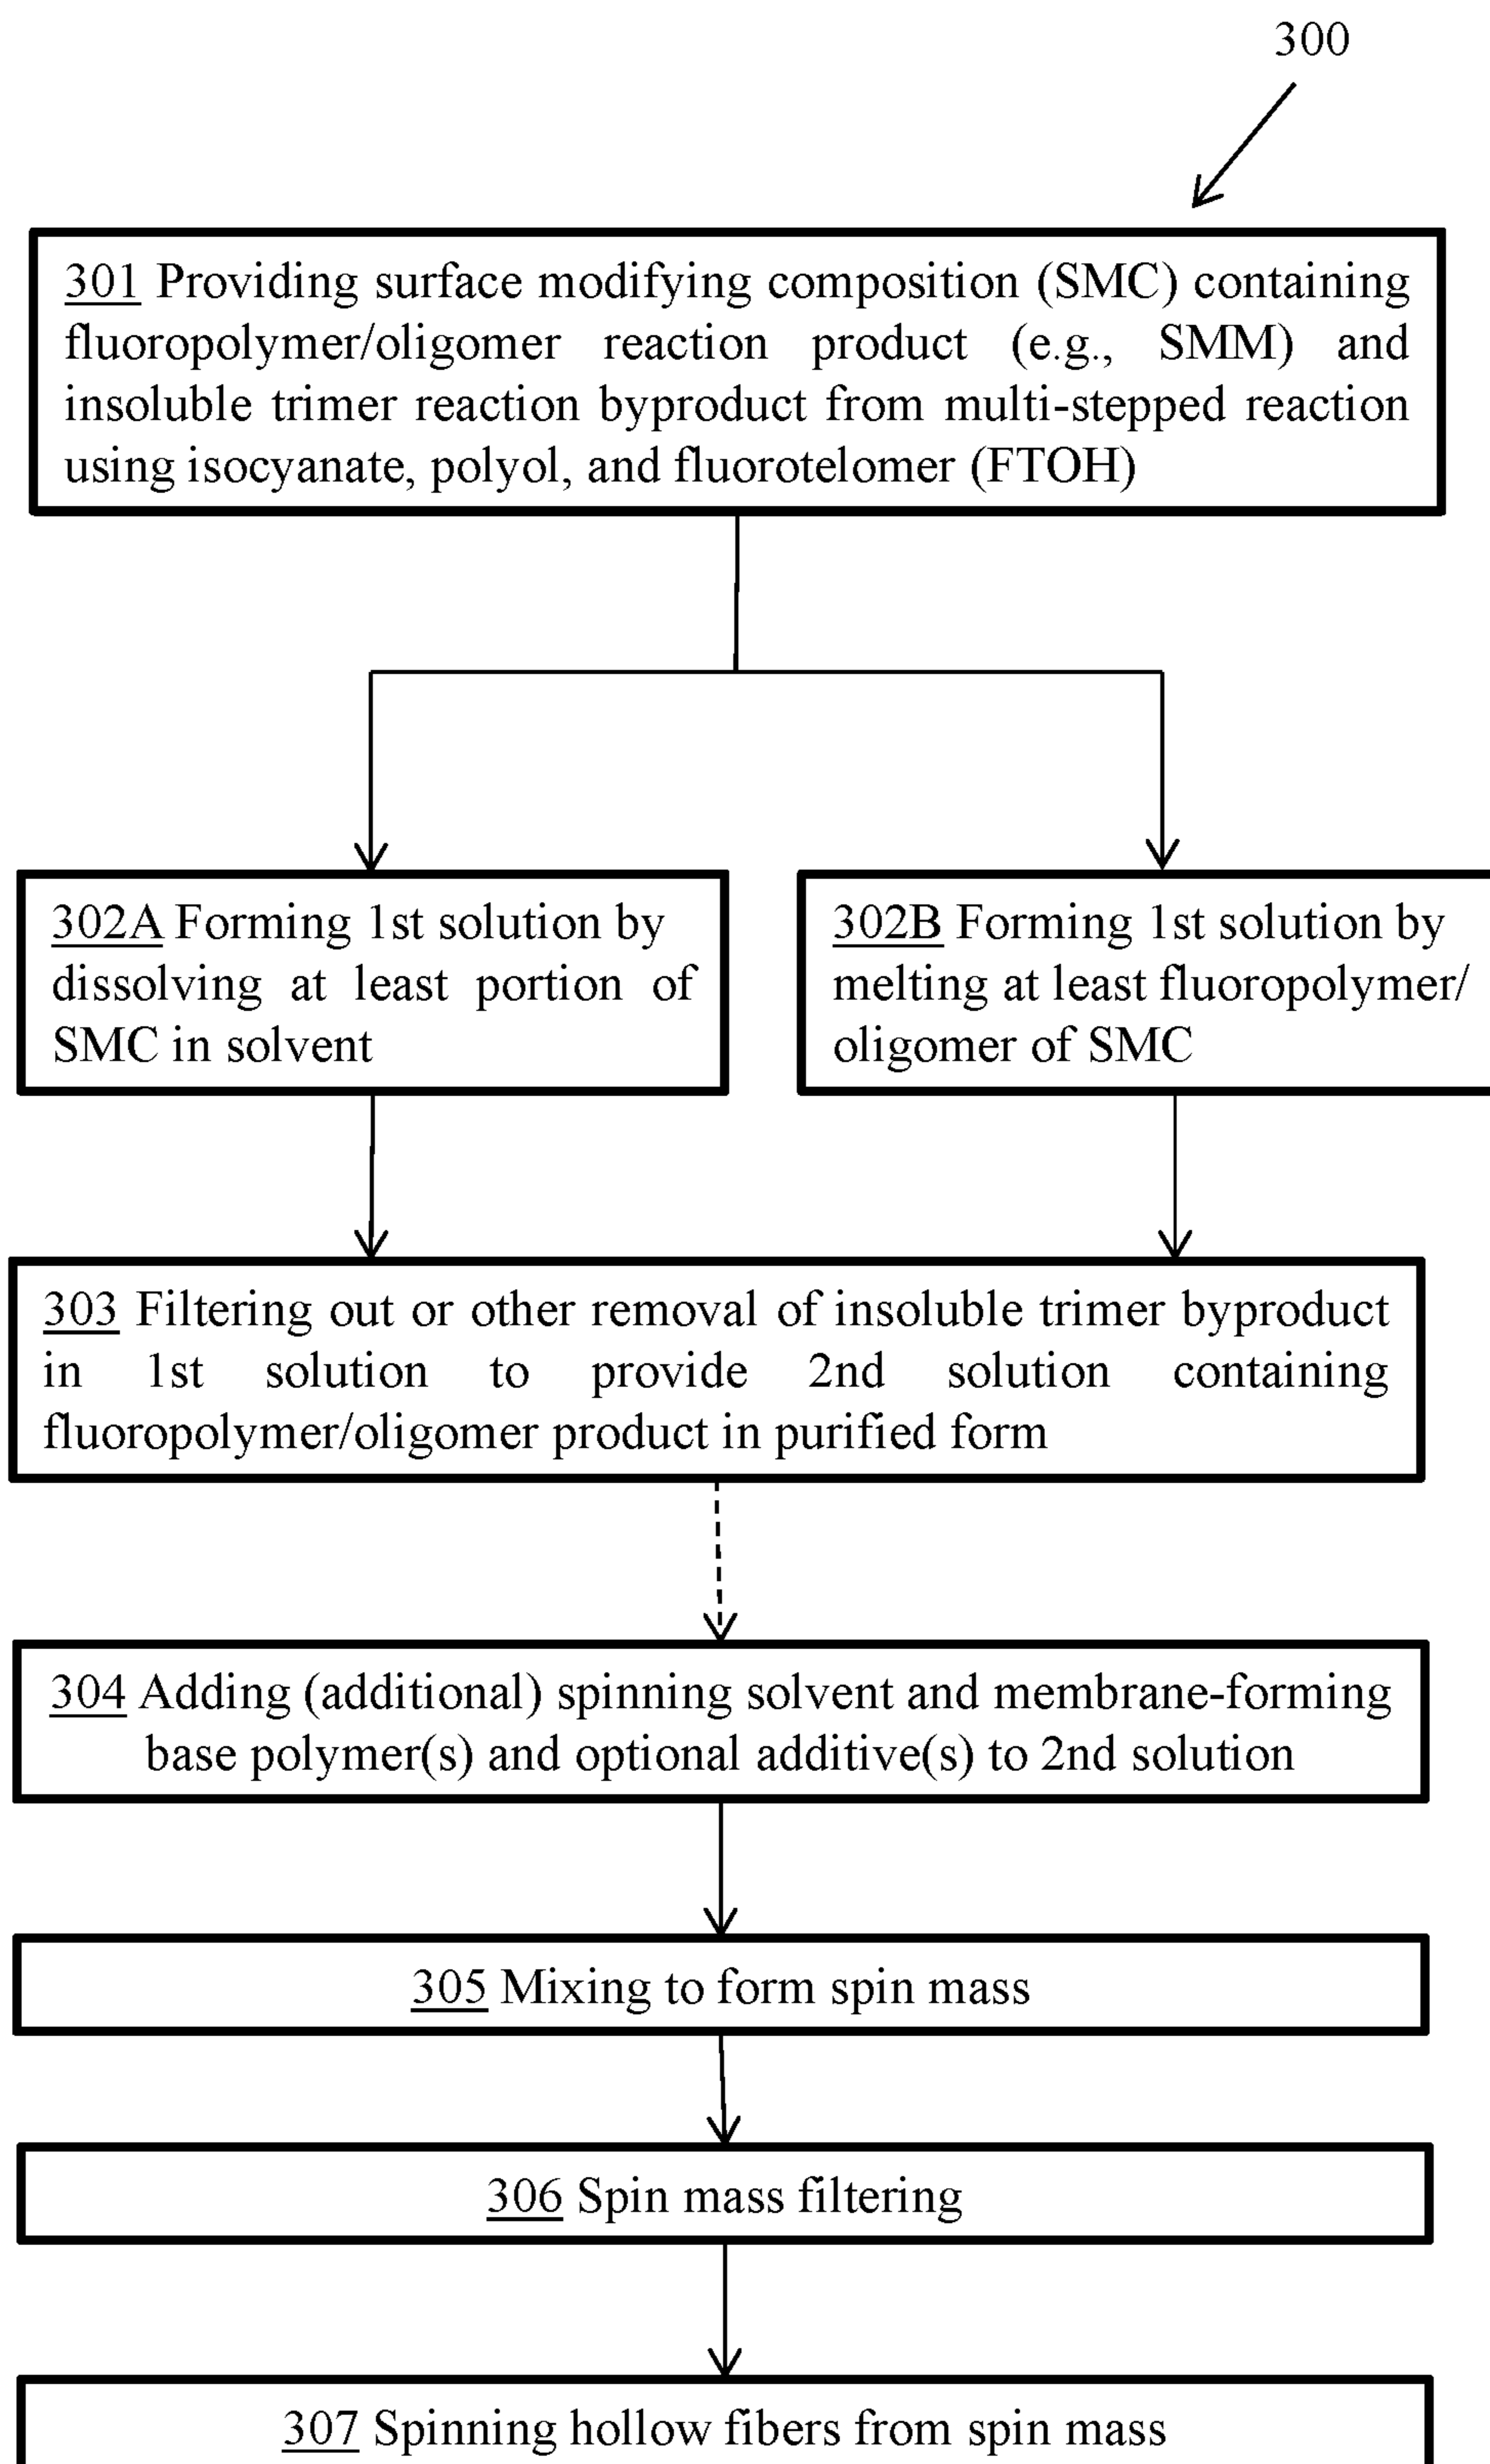 300
301 Providing surface modifying composition (SMC) containing
fluoropolymer/oligomer reaction product (e.g., SMM) and
insoluble trimer reaction byproduct from multi-stepped reaction
using isocyanate, polyol, and fluorotelomer (FTOH)
302A Forming 1st solution by
dissolving at least portion of
SMC in solvent
302B Forming 1st solution by
melting at least fluoropolymer/
oligomer of SMC
303 Filtering out or other removal of insoluble trimer byproduct
in 1st solution to provide 2nd solution containing
fluoropolymer/oligomer product in purified form
304 Adding (additional) spinning solvent and membrane-forming
base polymer(s) and optional additive(s) to 2nd solution
305 Mixing to form spin mass
306 Spin mass filtering
307 Spinning hollow fibers from spin mass